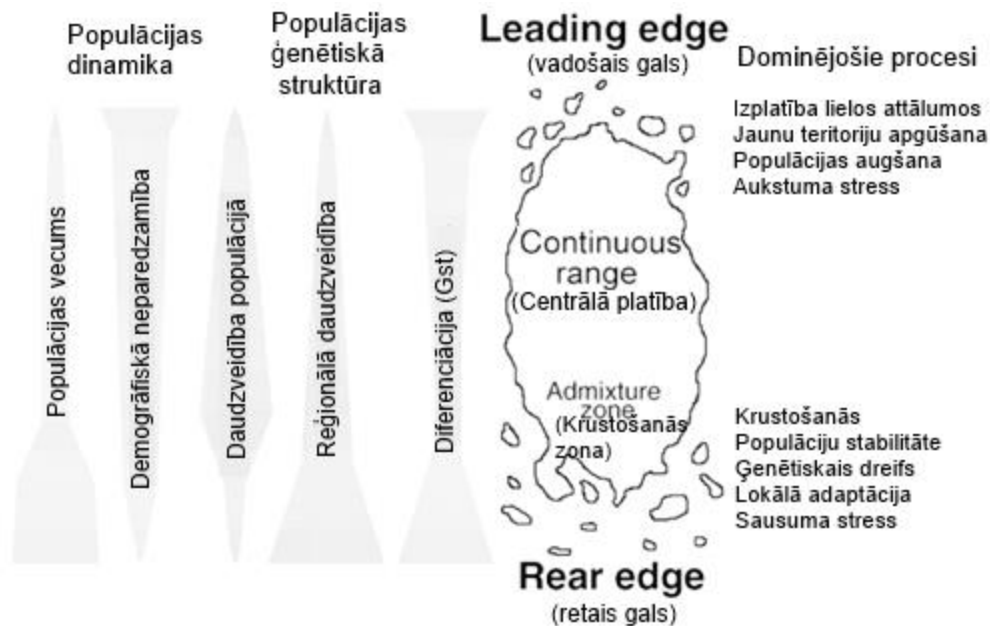 Populācijas
dinamika
Populācijas
ģenētiskā
struktūra
Leading edge
(vadošais gals)
Dominējošie procesi
Izplatība lielos attālumos
Jaunu teritoriju apgūšana
Populācijas augšana
Aukstuma stress
Populācijas vecums
Demogrāfiskā neparedzamība
Daudzveidība populācijā
Reģionālā daudzveidība
Diferenciācija (Gst)
Continuous
range
(Centrālā platība)
Admixture
zone
(Krustošanās
zona)
Krustošanās
Populāciju stabilitāte
Ģenētiskais dreifs
Lokālā adaptācija
Sausuma stress
Rear edge
(retais gals)